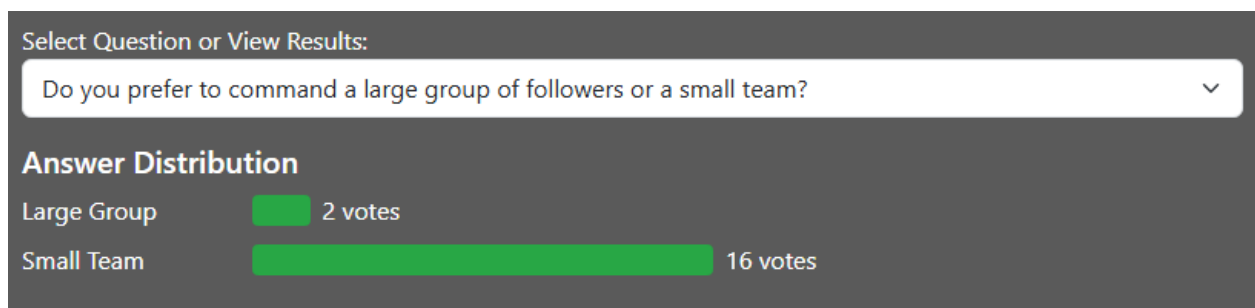 Select Question or View Results:
Do you prefer to command a large group of followers or a small team?
Answer Distribution
Large Group 2 votes
Small Team 16 votes